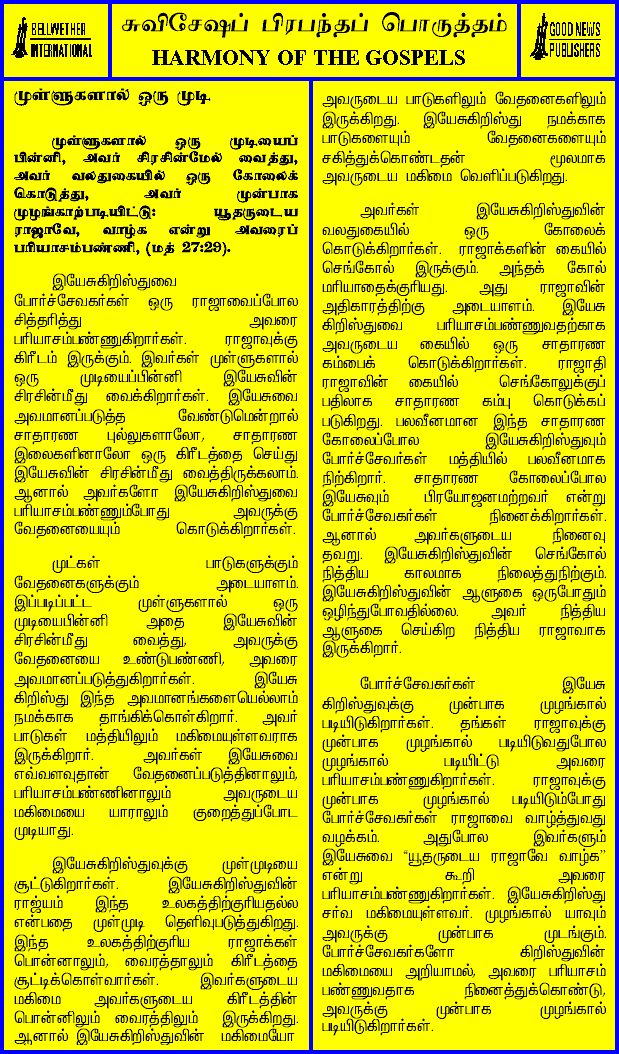 BELLWETHER
INTERNATIONAL
சுவிசேஷப் பிரபந்தப் பொருத்தம்
HARMONY OF THE GOSPELS
GOOD NEWS
PUBLISHERS
முள்ளுகளால் ஒரு முடி
முள்ளுகளால் ஒரு முடியைப்
பின்னி, அவர் சிரசின்மேல் வைத்து,
அவர் வலதுகையில் ஒரு கோலைக்
கொடுத்து, அவர் முன்பாக
முழங்காற்படியிட்டு: யூதருடைய
ராஜாவே, வாழ்க என்று அவரைப்
பரியாசம்பண்ணி, (மத் 27:29).
இயேசுகிறிஸ்துவை
போர்ச்சேவகர்கள் ஒரு ராஜாவைப்போல
சித்தரித்து அவரை
பரியாசம்பண்ணுகிறார்கள். ராஜாவுக்கு
கிரீடம் இருக்கும். இவர்கள் முள்ளுகளால்
ஒரு முடியைப்பின்னி இயேசுவின்
சிரசின்மீது வைக்கிறார்கள். இயேசுவை
அவமானப்படுத்த வேண்டுமென்றால்
சாதாரண புல்லுகளாலோ, சாதாரண
இலைகளினாலோ ஒரு கிரீடத்தை செய்து
இயேசுவின் சிரசின்மீது வைத்திருக்கலாம்.
ஆனால் அவர்களோ இயேசுகிறிஸ்துவை
பரியாசம்பண்ணும்போது அவருக்கு
வேதனையையும் கொடுக்கிறார்கள்.
முட்கள் பாடுகளுக்கும்
வேதனைகளுக்கும் அடையாளம்.
இப்படிப்பட்ட முள்ளுகளால் ஒரு
முடியைபின்னி அதை இயேசுவின்
சிரசின்மீது வைத்து, அவருக்கு
வேதனையை உண்டுபண்ணி, அவரை
அவமானப்படுத்துகிறார்கள். இயேசு
கிறிஸ்து இந்த அவமானங்களையெல்லாம்
நமக்காக தாங்கிக்கொள்கிறார். அவர்
பாடுகள் மத்தியிலும் மகிமையுள்ளவராக
இருக்கிறார். அவர்கள் இயேசுவை
எவ்வளவுதான் வேதனைப்படுத்தினாலும்,
பரியாசம்பண்ணினாலும் அவருடைய
மகிமையை யாராலும் குறைத்துப்போட
முடியாது.
இயேசுகிறிஸ்துவுக்கு முள்முடியை
சூட்டுகிறார்கள். இயேசுகிறிஸ்துவின்
ராஜ்யம் இந்த உலகத்திற்குரியதல்ல
என்பதை முள்முடி தெளிவுபடுத்துகிறது.
இந்த உலகத்திற்குரிய ராஜாக்கள்
பொன்னாலும், வைரத்தாலும் கிரீடத்தை
சூட்டிக்கொள்வார்கள். இவர்களுடைய
மகிமை அவர்களுடைய கிரீடத்தின்
பொன்னிலும் வைரத்திலும் இருக்கிறது.
ஆனால் இயேசுகிறிஸ்துவின் மகிமையோ
அவருடைய பாடுகளிலும் வேதனைகளிலும்
இருக்கிறது. இயேசுகிறிஸ்து நமக்காக
பாடுகளையும் வேதனைகளையும்
சகித்துக்கொண்டதன் மூலமாக
அவருடைய மகிமை வெளிப்படுகிறது.
அவர்கள் இயேசுகிறிஸ்துவின்
வலதுகையில் ஒரு கோலைக்
கொடுக்கிறார்கள். ராஜாக்களின் கையில்
செங்கோல் இருக்கும். அந்தக் கோல்
மரியாதைக்குரியது. அது ராஜாவின்
அதிகாரத்திற்கு அடையாளம். இயேசு
கிறிஸ்துவை பரியாசம்பண்ணுவதற்காக
அவருடைய கையில் ஒரு சாதாரண
கம்பைக் கொடுக்கிறார்கள். ராஜாதி
ராஜாவின் கையில் செங்கோலுக்குப்
பதிலாக சாதாரண கம்பு கொடுக்கப்
படுகிறது. பலவீனமான இந்த சாதாரண
கோலைப்போல இயேசுகிறிஸ்துவும்
போர்ச்சேவர்கள் மத்தியில் பலவீனமாக
நிற்கிறார். சாதாரண கோலைப்போல
இயேசுவும் பிரயோஜனமற்றவர் என்று
போர்ச்சேவகர்கள் நினைக்கிறார்கள்.
ஆனால் அவர்களுடைய நினைவு
தவறு. இயேசுகிறிஸ்துவின் செங்கோல்
நித்திய காலமாக நிலைத்துநிற்கும்.
இயேசுகிறிஸ்துவின் ஆளுகை ஒருபோதும்
ஒழிந்துபோவதில்லை. அவர் நித்திய
ஆளுகை செய்கிற நித்திய ராஜாவாக
இருக்கிறார்.
போர்ச்சேவகர்கள் இயேசு
கிறிஸ்துவுக்கு முன்பாக முழங்கால்
படியிடுகிறார்கள். தங்கள் ராஜாவுக்கு
முன்பாக முழங்கால் படியிடுவதுபோல
முழங்கால் படியிட்டு அவரை
பரியாசம்பண்ணுகிறார்கள். ராஜாவுக்கு
முன்பாக முழங்கால் படியிடும்போது
போர்ச்சேவகர்கள் ராஜாவை வாழ்த்துவது
வழக்கம். அதுபோல இவர்களும்
இயேசுவை “யூதருடைய ராஜாவே வாழ்க”
என்று கூறி அவரை
பரியாசம்பண்ணுகிறார்கள். இயேசுகிறிஸ்து
சர்வ மகிமையுள்ளவர். முழங்கால் யாவும்
அவருக்கு முன்பாக முடங்கும்.
போர்ச்சேவர்களோ கிறிஸ்துவின்
மகிமையை அறியாமல், அவரை பரியாசம்
பண்ணுவதாக நினைத்துக்கொண்டு,
அவருக்கு முன்பாக முழங்கால்
படியிடுகிறார்கள்.